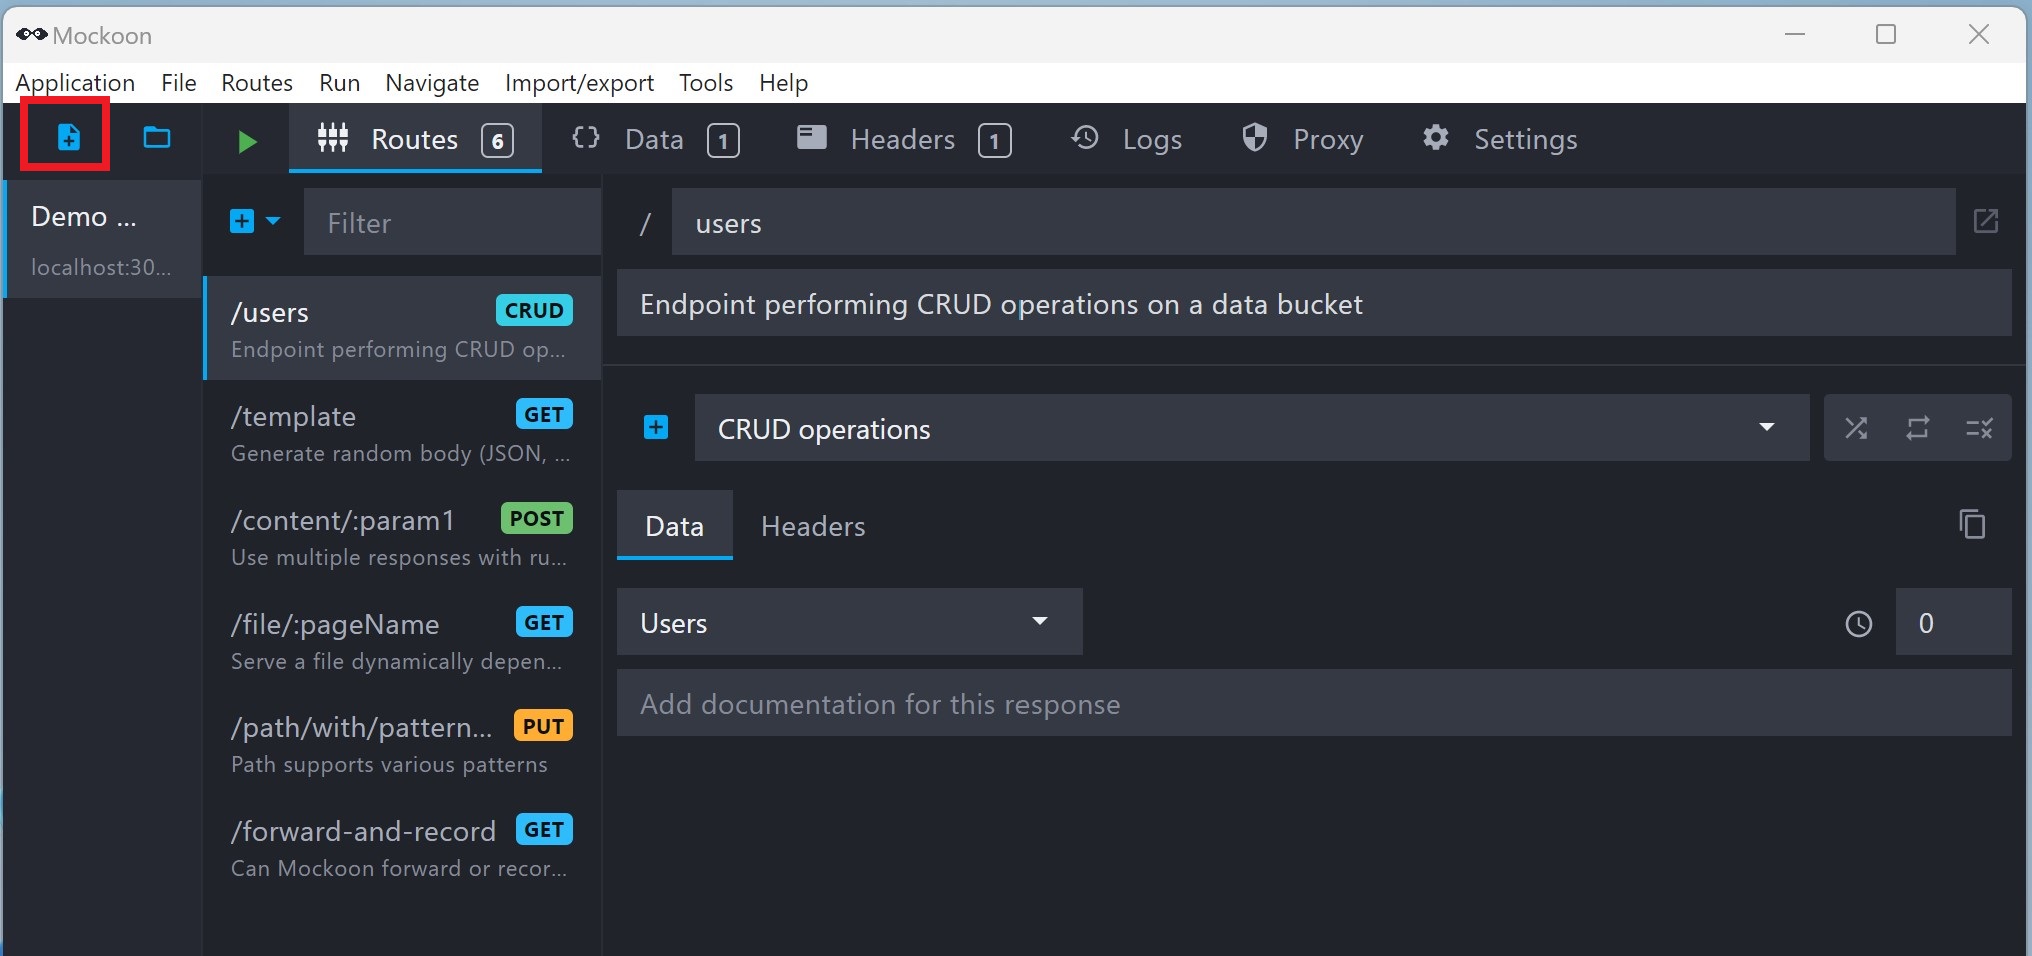 Mockoon
Application File Routes Run Navigate Import/export Tools Help
Routes 6 Data 1 Headers 1 Logs Proxy Settings
Demo ...
localhost:30...
Filter
/users CRUD
Endpoint performing CRUD op...
/template GET
Generate random body (JSON, ...
/content/:param1 POST
Use multiple responses with ru...
/file/:pageName GET
Serve a file dynamically depen...
/path/with/pattern... PUT
Path supports various patterns
/forward-and-record GET
Can Mockoon forward or recor...
/ users
Endpoint performing CRUD operations on a data bucket
CRUD operations
Data Headers
Users 0
Add documentation for this response